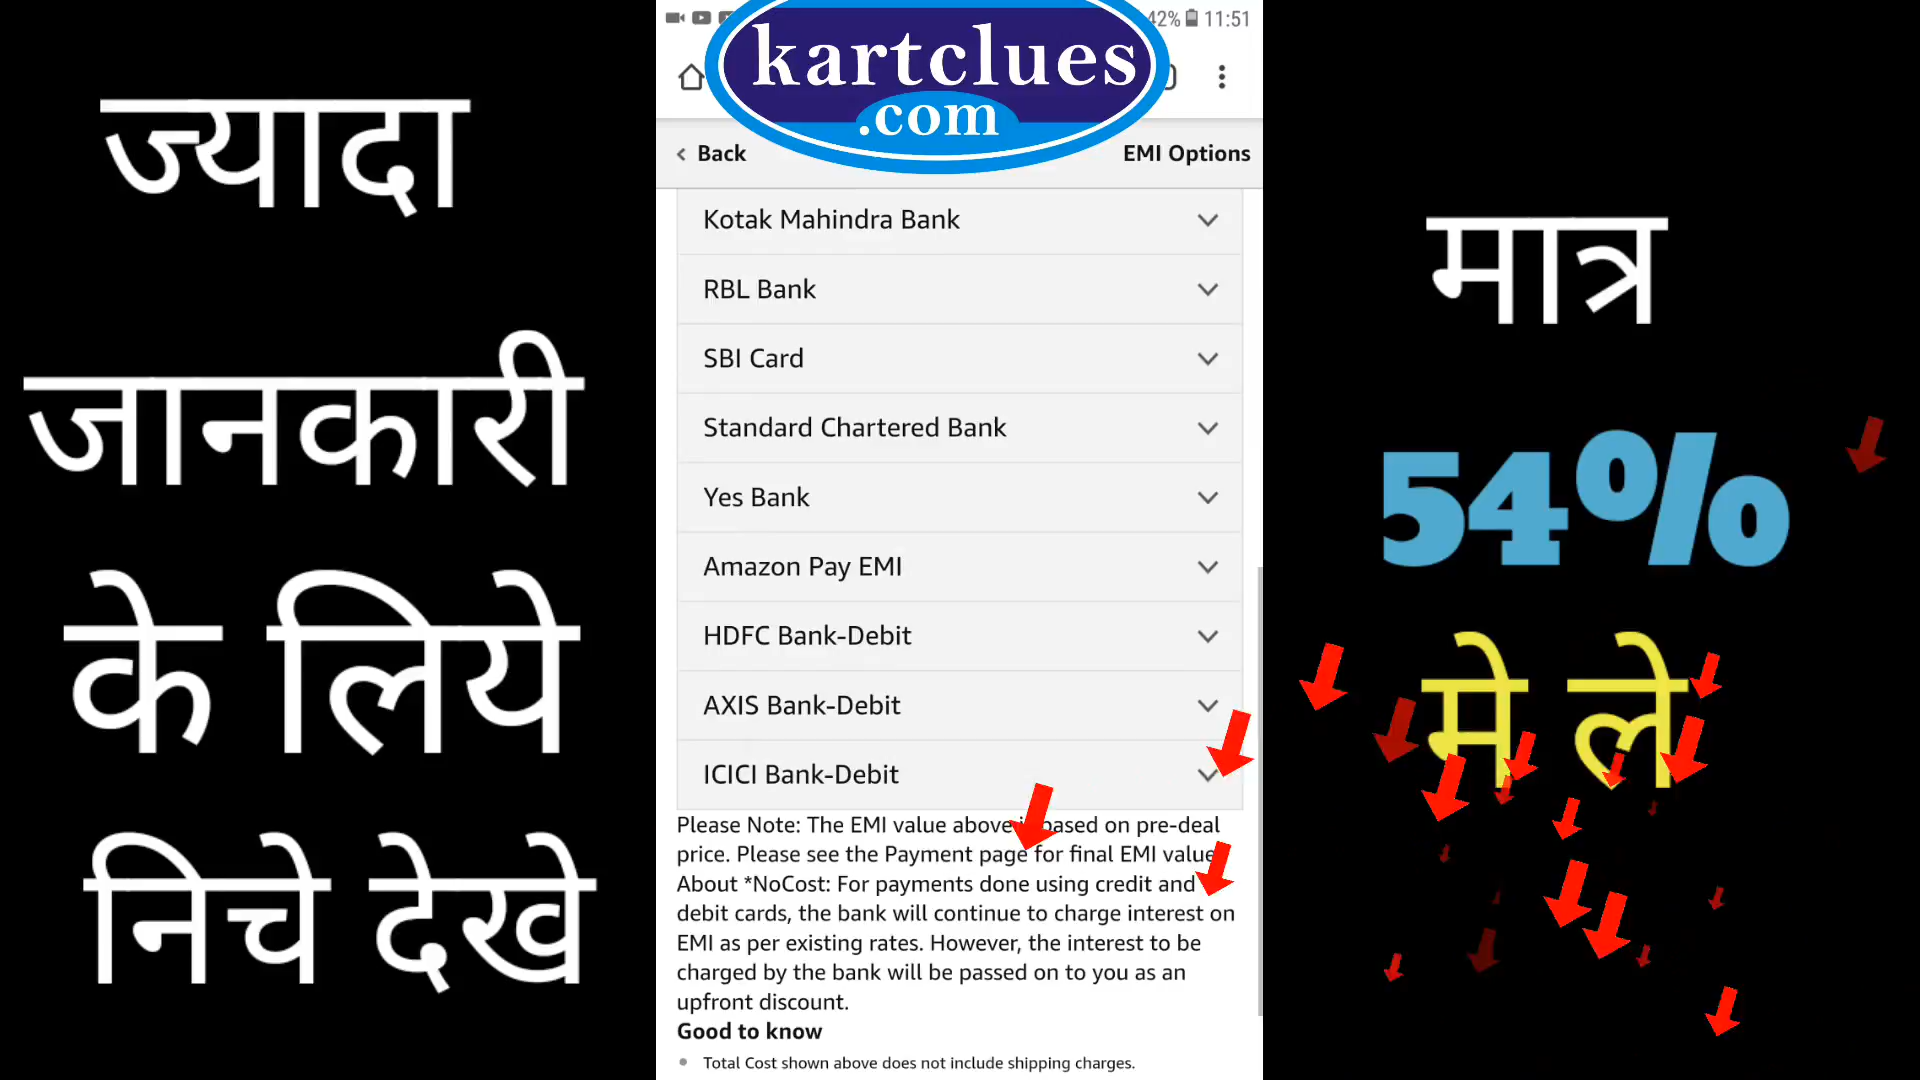 ज्यादा
जानकारी
के लिये
निचे देखे
42% 11:51
kartclues
.com
Back
EMI Options
Kotak Mahindra Bank
RBL Bank
SBI Card
Standard Chartered Bank
Yes Bank
Amazon Pay EMI
HDFC Bank-Debit
AXIS Bank-Debit
ICICI Bank-Debit
Please Note: The EMI value above is based on pre-deal
price. Please see the Payment page for final EMI value
About *NoCost: For payments done using credit and
debit cards, the bank will continue to charge interest on
EMI as per existing rates. However, the interest to be
charged by the bank will be passed on to you as an
upfront discount.
Good to know
Total Cost shown above does not include shipping charges.
मात्र
54%
मे ले